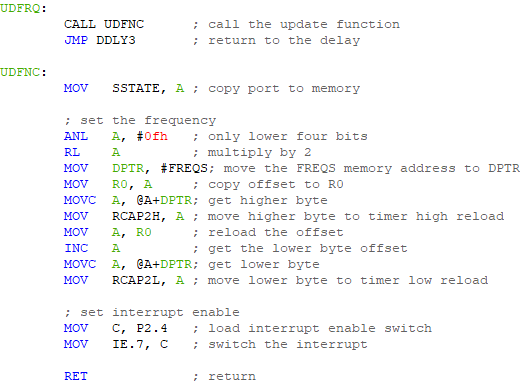 UDFRQ:
CALL UDFNC ; call the update function
JMP DDLY3 ; return to the delay
UDFNC:
MOV SSTATE, A ; copy port to memory
; set the frequency
ANL A, #0fh ; only lower four bits
RL A ; multiply by 2
MOV DPTR, #FREQS; move the FREQS memory address to DPTR
MOV R0, A ; copy offset to R0
MOVC A, @A+DPTR; get higher byte
MOV RCAP2H, A ; move higher byte to timer high reload
MOV A, R0 ; reload the offset
INC A ; get the lower byte offset
MOVC A, @A+DPTR; get lower byte
MOV RCAP2L, A ; move lower byte to timer low reload
; set interrupt enable
MOV C, P2.4 ; load interrupt enable switch
MOV IE.7, C ; switch the interrupt
RET ; return